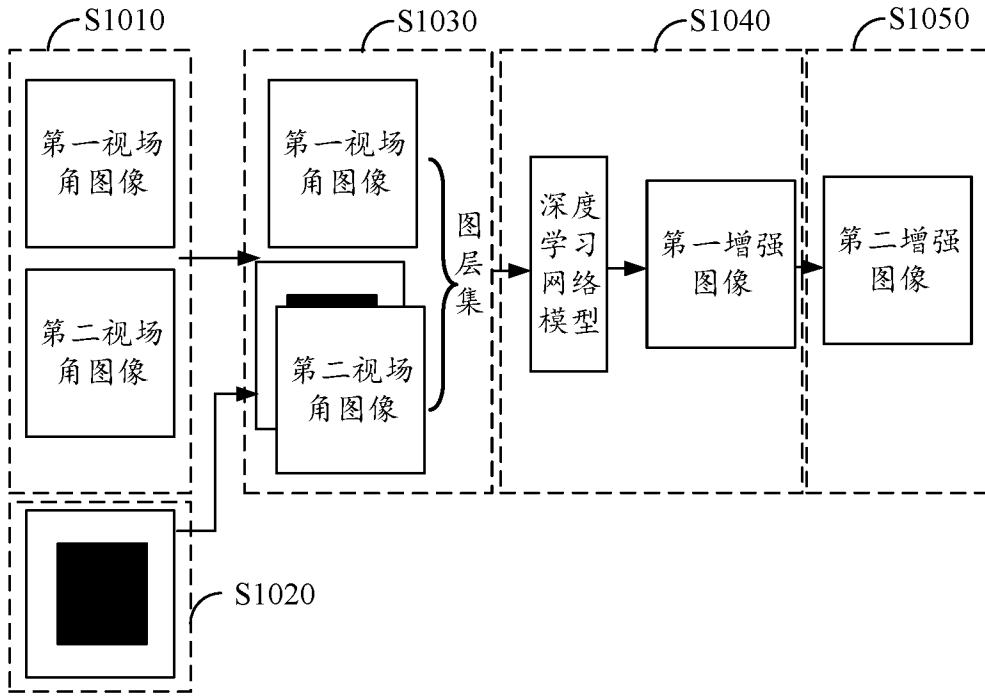 S1010
第一视场
角图像
第二视场
角图像
S1020
S1030
第一视场
角图像
第二视场
角图像
图
层
集
S1040
深度
学习
网络
模型
第一增强
图像
S1050
第二增强
图像